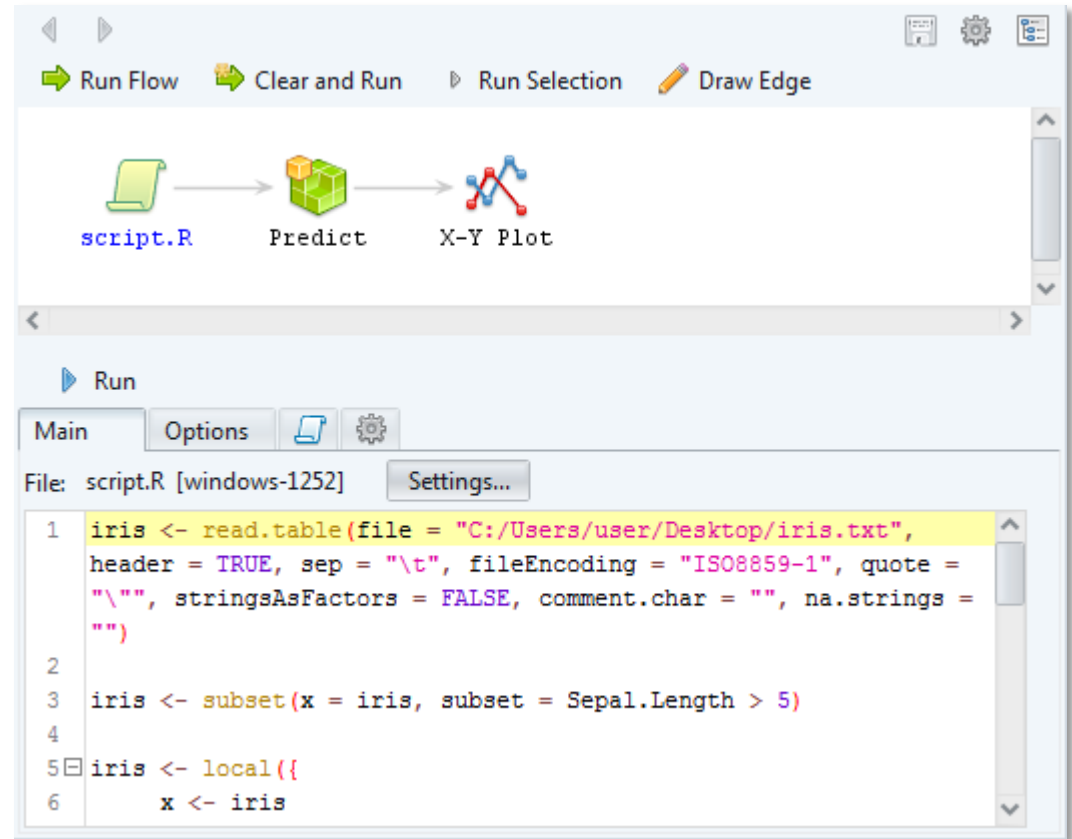 Run Flow Clear and Run Run Selection Draw Edge
script.R Predict X-Y Plot
Run
Main Options
File: script.R [windows-1252] Settings...
1 iris <- read.table(file = "C:/Users/user/Desktop/iris.txt",
header = TRUE, sep = "\t", fileEncoding = "ISO8859-1", quote =
"\"", stringsAsFactors = FALSE, comment.char = "", na.strings =
"")
2
3 iris <- subset(x = iris, subset = Sepal.Length > 5)
4
5 iris <- local({
6 x <- iris